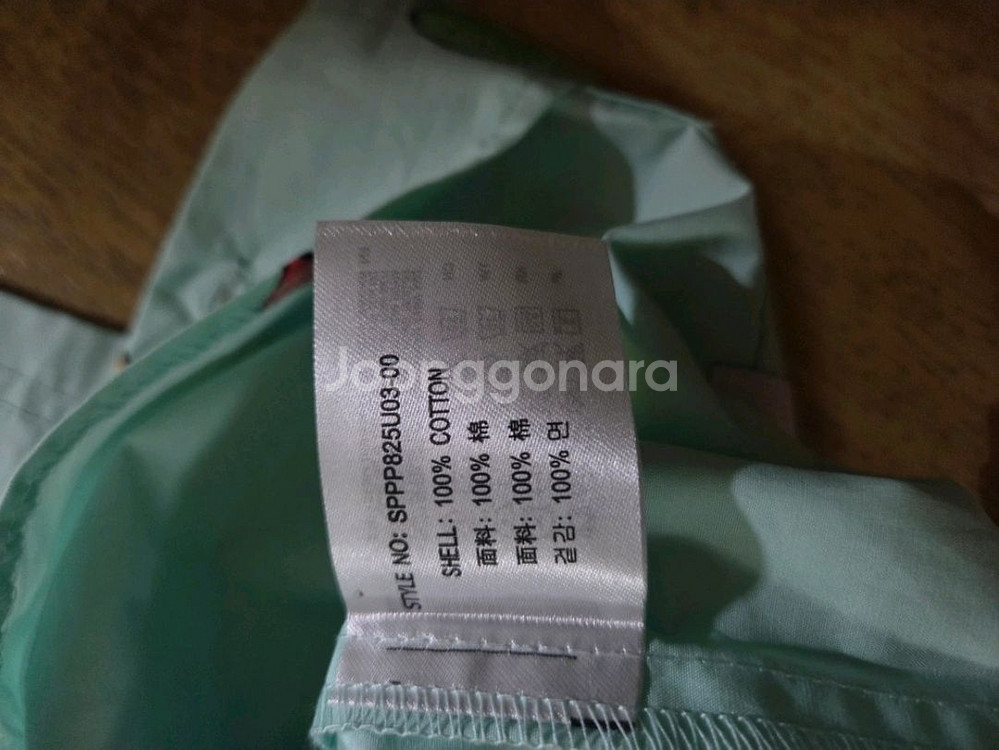 STYLE NO: SPPP825U03-00
SHELL: 100% COTTON
面料: 100% 棉
面料: 100% 棉
겉감: 100% 면
Joonggonara